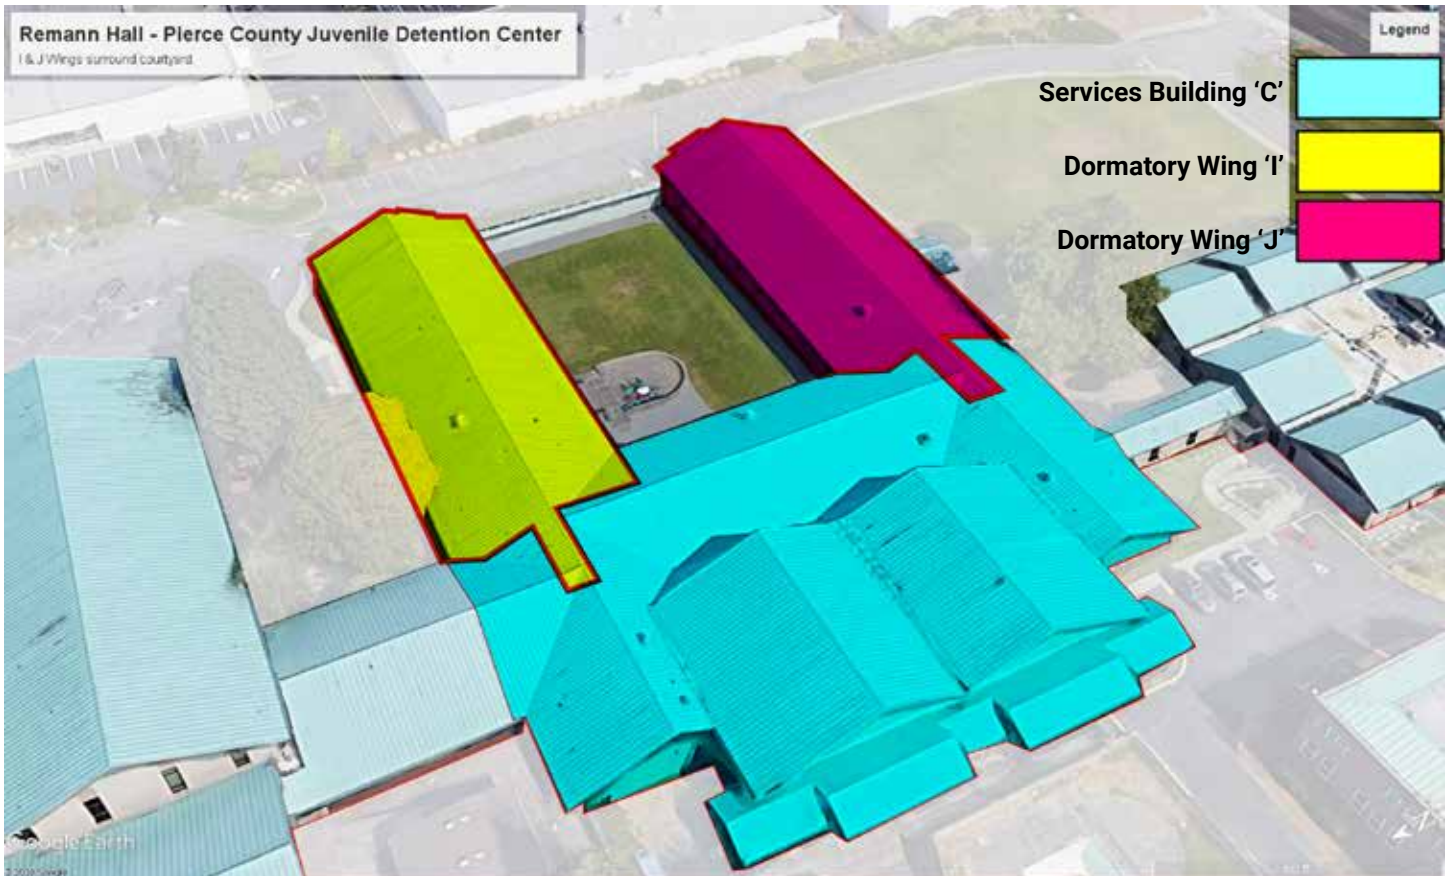 Remann Hall - Pierce County Juvenile Detention Center
I & J Wings surround courtyard
Legend
Services Building ‘C’
Dormatory Wing ‘I’
Dormatory Wing ‘J’
Google Earth